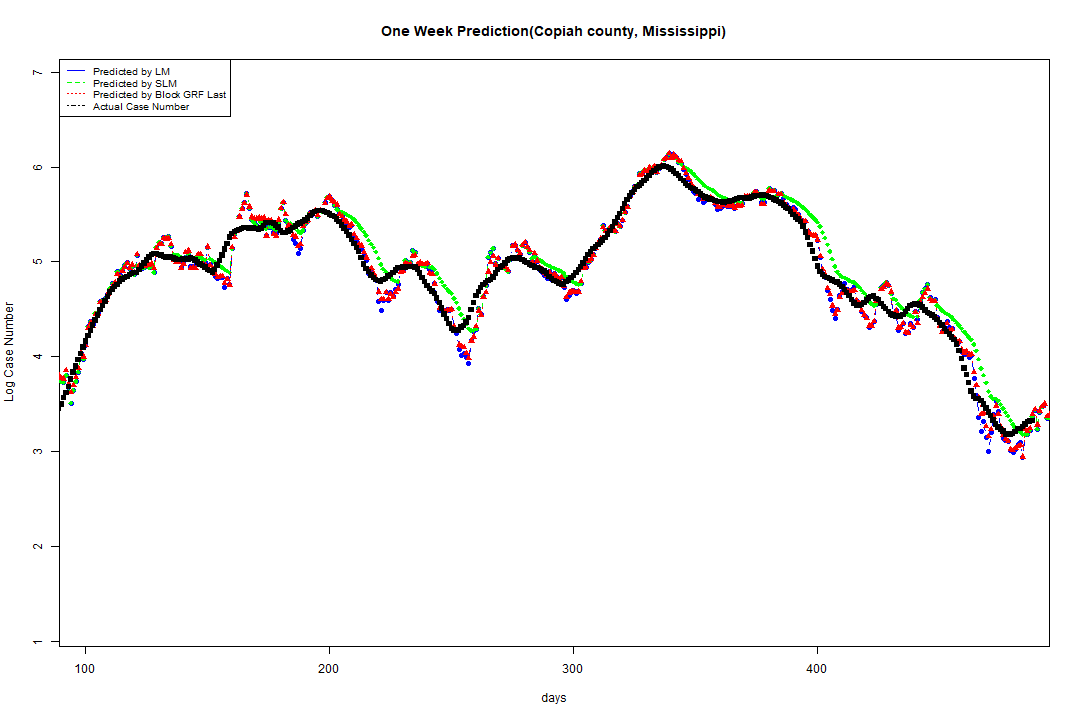 One Week Prediction(Copiah county, Mississippi)
Predicted by LM
Predicted by SLM
Predicted by Block GRF Last
Actual Case Number
7
6
5
4
3
2
1
Log Case Number
100 200 300 400
days